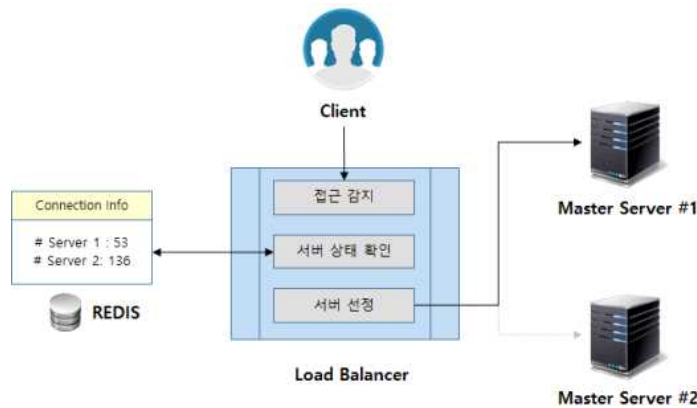 Client
접근 감지
Connection Info
# Server 1 : 53
# Server 2: 136
서버 상태 확인
REDIS
서버 선정
Load Balancer
Master Server #1
Master Server #2